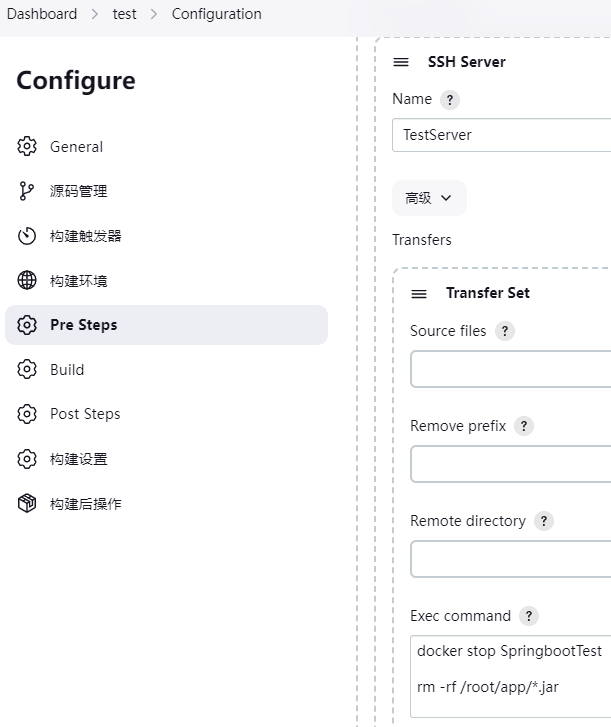 Dashboard > test > Configuration
Configure
General
源码管理
构建触发器
构建环境
Pre Steps
Build
Post Steps
构建设置
构建后操作
SSH Server
Name ?
TestServer
高级
Transfers
Transfer Set
Source files ?
Remove prefix ?
Remote directory ?
Exec command ?
docker stop SpringbootTest
rm -rf /root/app/*.jar